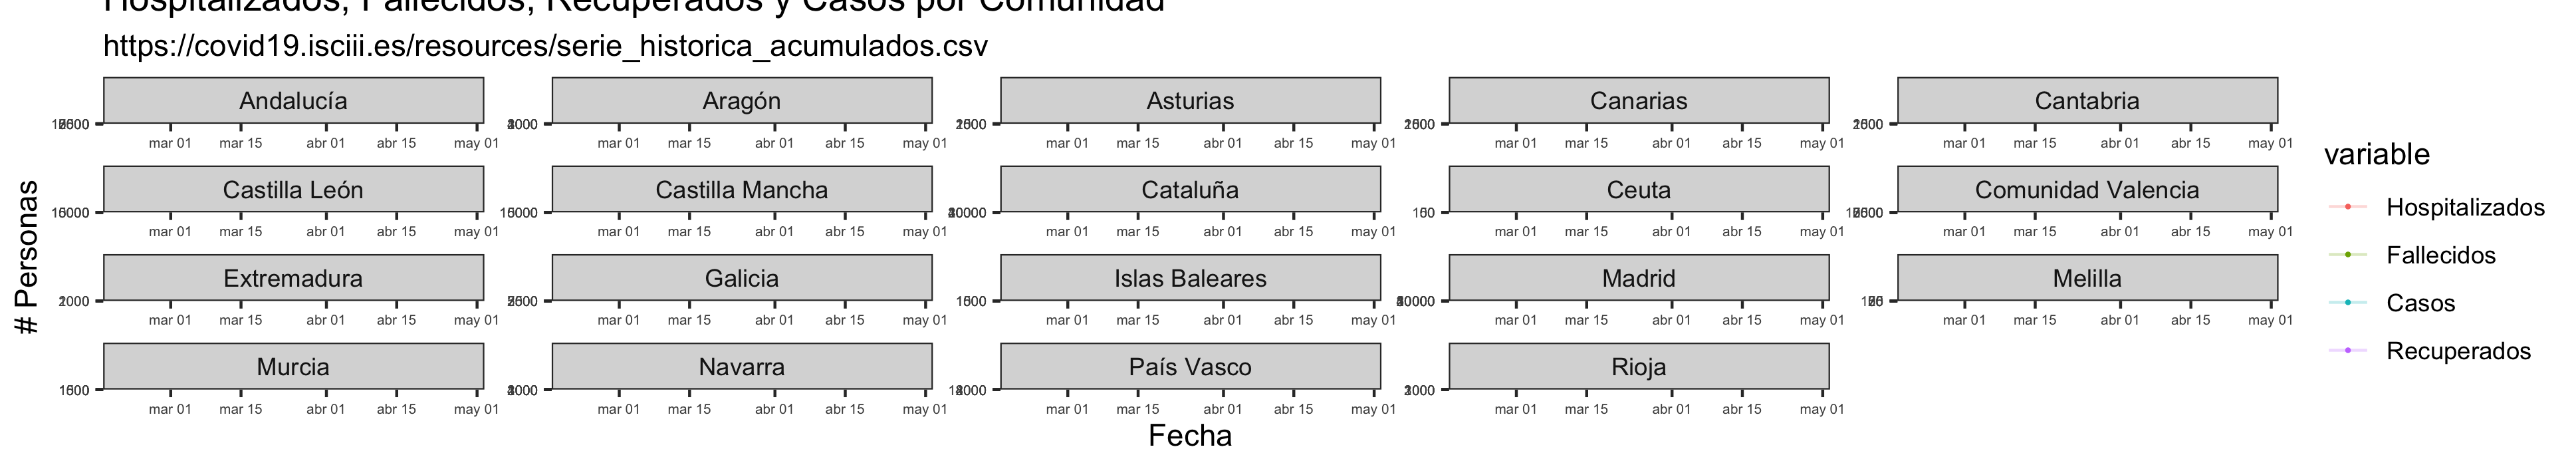 Hospitalizados, Fallecidos, Recuperados y Casos por Comunidad
https://covid19.isciii.es/resources/serie_historica_acumulados.csv
Andalucía Aragón Asturias Canarias Cantabria
mar 01 mar 15 abr 01 abr 15 may 01 mar 01 mar 15 abr 01 abr 15 may 01 mar 01 mar 15 abr 01 abr 15 may 01 mar 01 mar 15 abr 01 abr 15 may 01 mar 01 mar 15 abr 01 abr 15 may 01
Castilla León Castilla Mancha Cataluña Ceuta Comunidad Valencia
mar 01 mar 15 abr 01 abr 15 may 01 mar 01 mar 15 abr 01 abr 15 may 01 mar 01 mar 15 abr 01 abr 15 may 01 mar 01 mar 15 abr 01 abr 15 may 01 mar 01 mar 15 abr 01 abr 15 may 01
Extremadura Galicia Islas Baleares Madrid Melilla
mar 01 mar 15 abr 01 abr 15 may 01 mar 01 mar 15 abr 01 abr 15 may 01 mar 01 mar 15 abr 01 abr 15 may 01 mar 01 mar 15 abr 01 abr 15 may 01 mar 01 mar 15 abr 01 abr 15 may 01
Murcia Navarra País Vasco Rioja
mar 01 mar 15 abr 01 abr 15 may 01 mar 01 mar 15 abr 01 abr 15 may 01 mar 01 mar 15 abr 01 abr 15 may 01 mar 01 mar 15 abr 01 abr 15 may 01
# Personas
Fecha
variable
Hospitalizados
Fallecidos
Casos
Recuperados